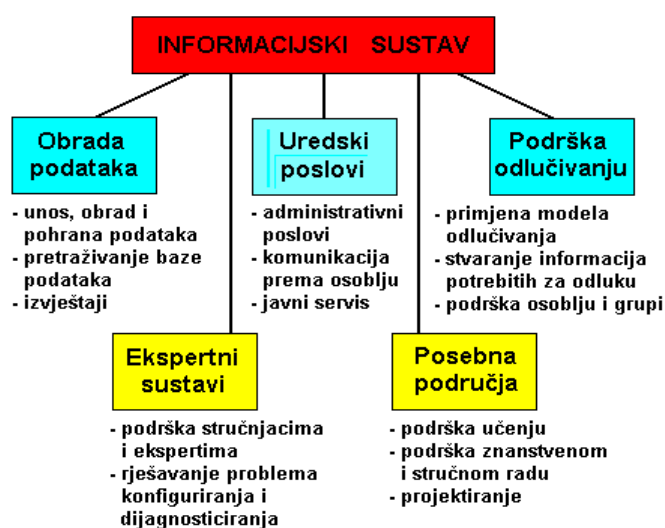 INFORMACIJSKI SUSTAV
Obrada
podataka
- unos, obrad i
pohrana podataka
- pretraživanje baze
podataka
- izvještaji
Uredski
poslovi
- administrativni
poslovi
- komunikacija
prema osoblju
- javni servis
Podrška
odlučivanju
- primjena modela
odlučivanja
- stvaranje informacija
potrebitih za odluku
- podrška osoblju i grupi
Ekspertni
sustavi
- podrška stručnjacima
i ekspertima
- rješavanje problema
konfiguriranja i
dijagnosticiranja
Posebna
područja
- podrška učenju
- podrška znanstvenom
i stručnom radu
- projektiranje